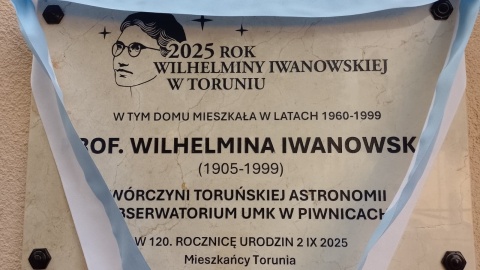 2025 ROK
WILHELMINY IWANOWSKIEJ
W TORUNIU
W TYM DOMU MIESZKAŁA W LATACH 1960-1999
ROF. WILHELMINA IWANOWSK
(1905-1999)
WÓRCZYNI TORUŃSKIEJ ASTRONOMII
BSERWATORIUM UMK W PIWNICACH
W 120. ROCZNICĘ URODZIN 2 IX 2025
Mieszkańcy Torunia